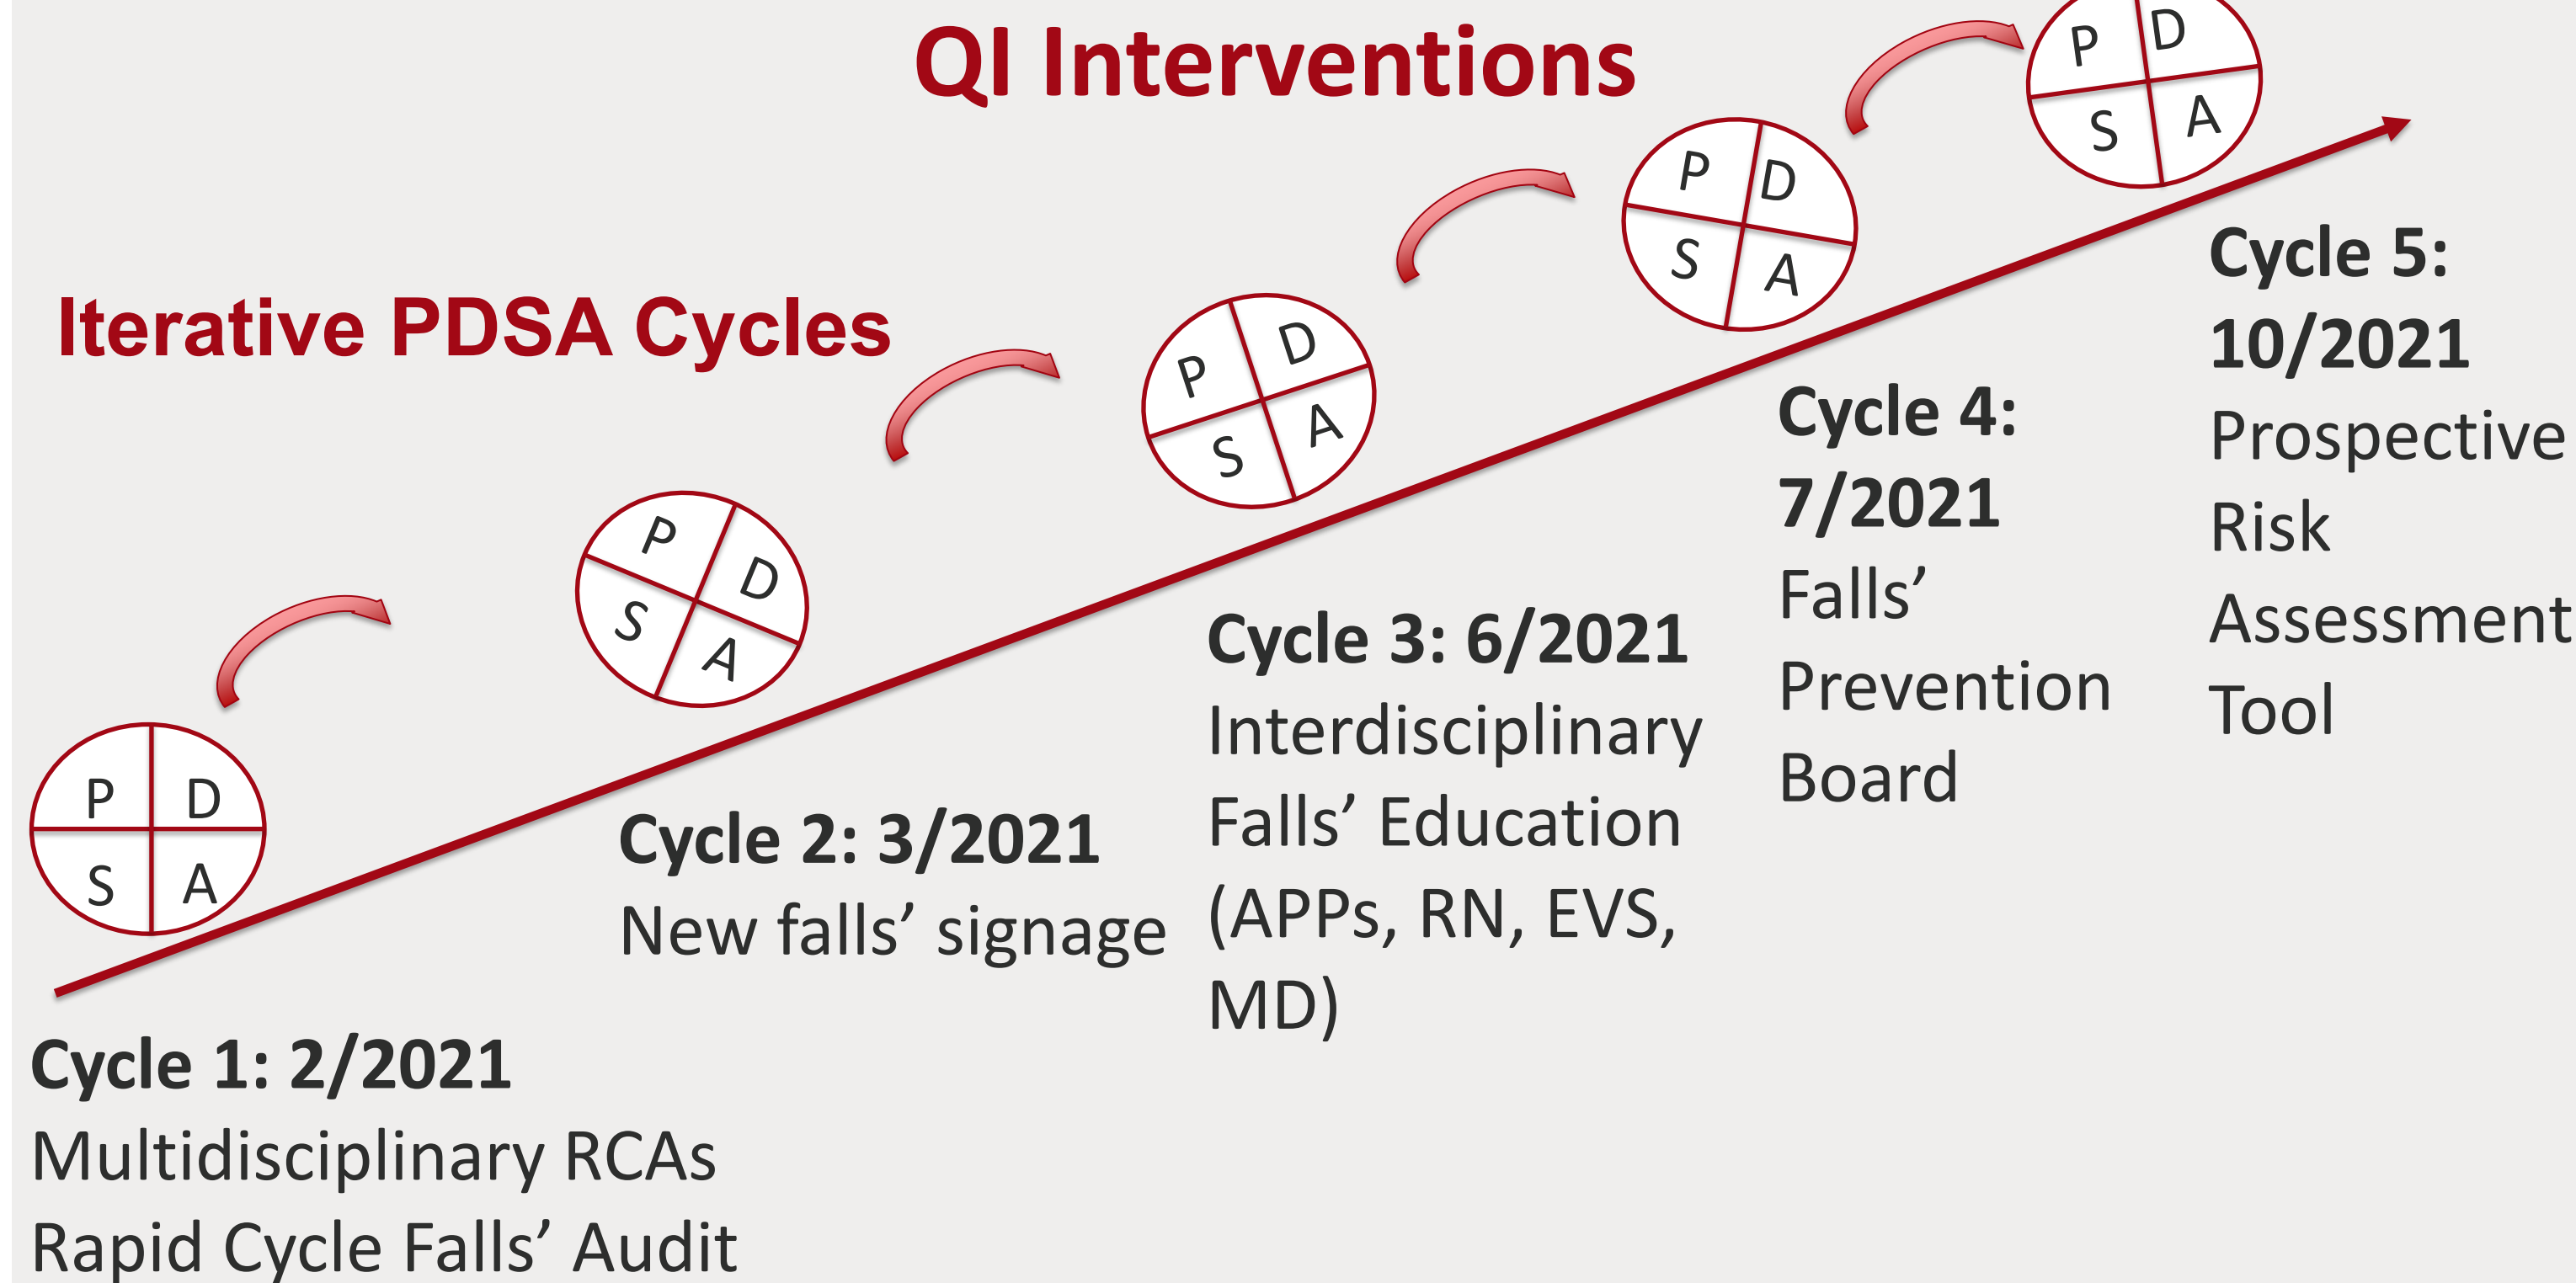 QI Interventions
Iterative PDSA Cycles
P D
S A
Cycle 1: 2/2021
Multidisciplinary RCAs
Rapid Cycle Falls’ Audit
P D
S A
Cycle 2: 3/2021
New falls’ signage
P D
S A
Cycle 3: 6/2021
Interdisciplinary
Falls’ Education
(APPs, RN, EVS,
MD)
P D
S A
Cycle 4:
7/2021
Falls’
Prevention
Board
P D
S A
Cycle 5:
10/2021
Prospective
Risk
Assessment
Tool